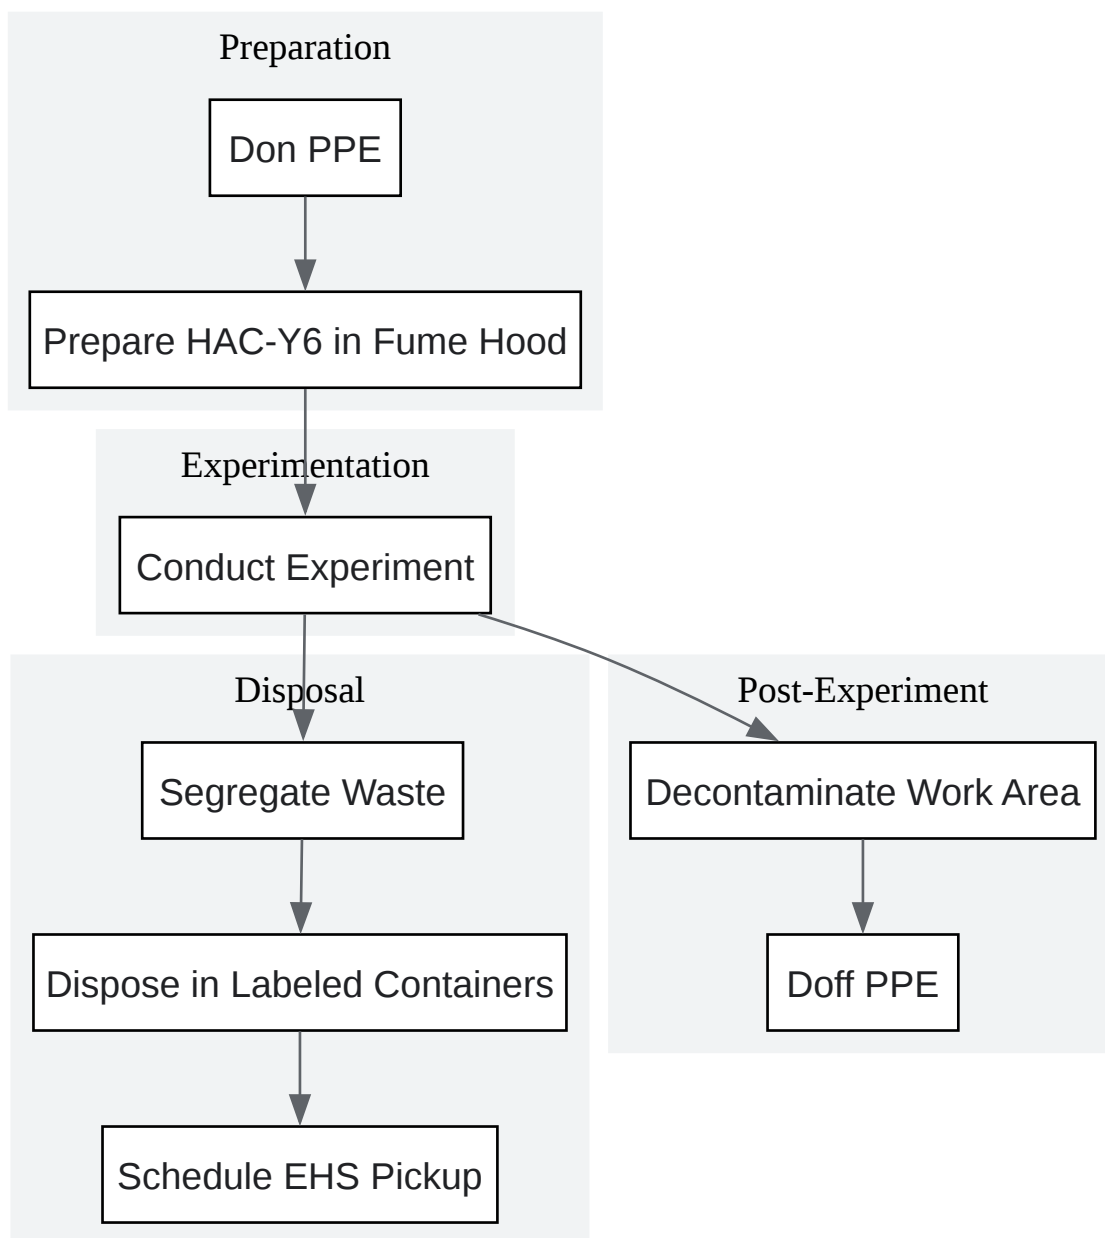 Preparation
Don PPE
Prepare HAC-Y6 in Fume Hood
Experimentation
Conduct Experiment
Disposal
Segregate Waste
Dispose in Labeled Containers
Schedule EHS Pickup
Post-Experiment
Decontaminate Work Area
Doff PPE